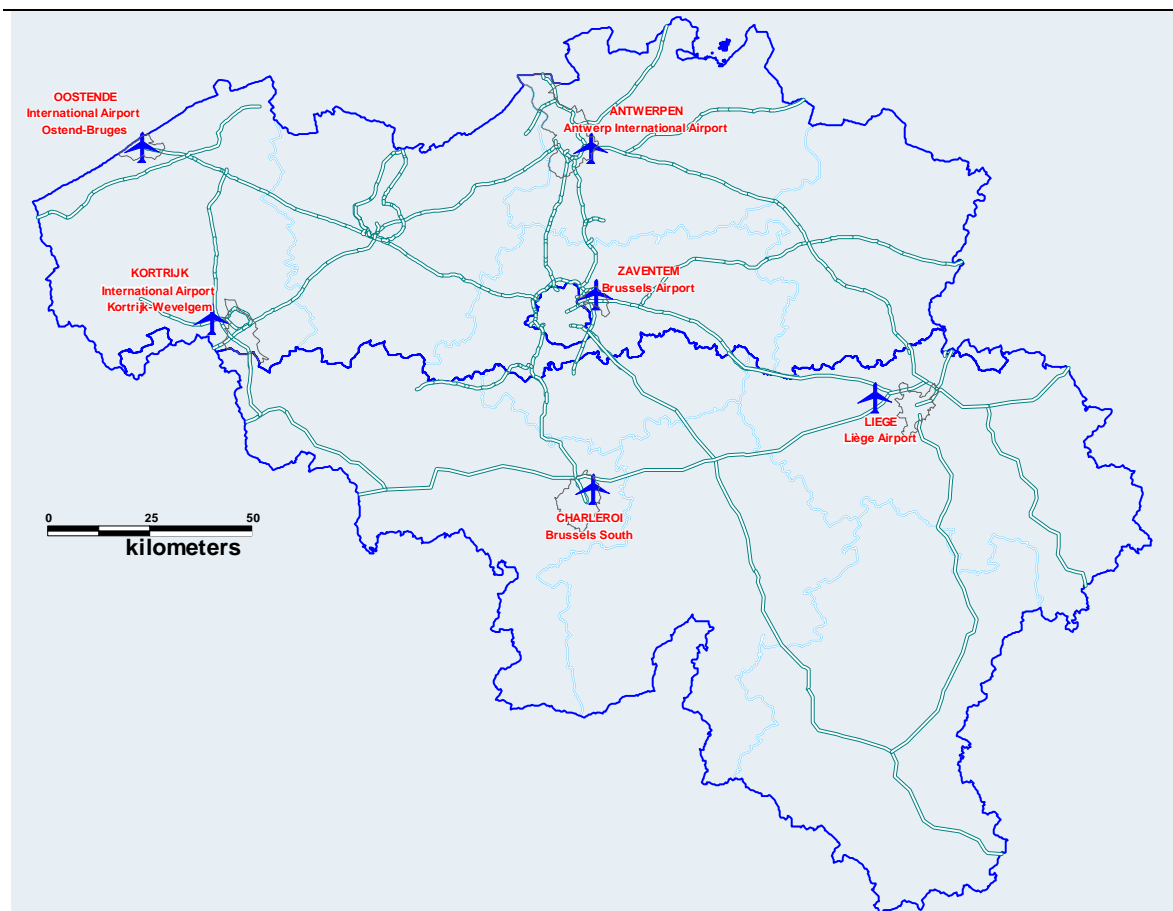 OOSTENDE
International Airport
Ostend-Bruges
ANTWERPEN
Antwerp International Airport
KORTRIJK
International Airport
Kortrijk-Wevelgem
ZAVENTEM
Brussels Airport
LIEGE
Liège Airport
CHARLEROI
Brussels South
0 25 50
kilometers